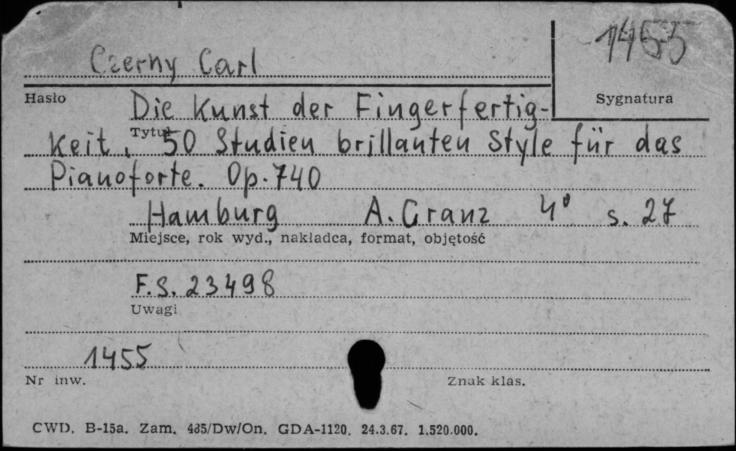 1455
Czerny Carl
Hasło
Sygnatura
Die Kunst der Fingerfertig-
Tytuł
keit, 50 Studien brillanten Style für das
Pianoforte. Op. 740
Hamburg A. Cranz 4° s. 27
Miejsce, rok wyd., nakładca, format, objętość
F.S. 23498
Uwagi
1455
Nr inw.
Znak klas.
CWD. B-15a. Zam. 485/Dw/On. GDA-1120. 24.3.67. 1.520.000.